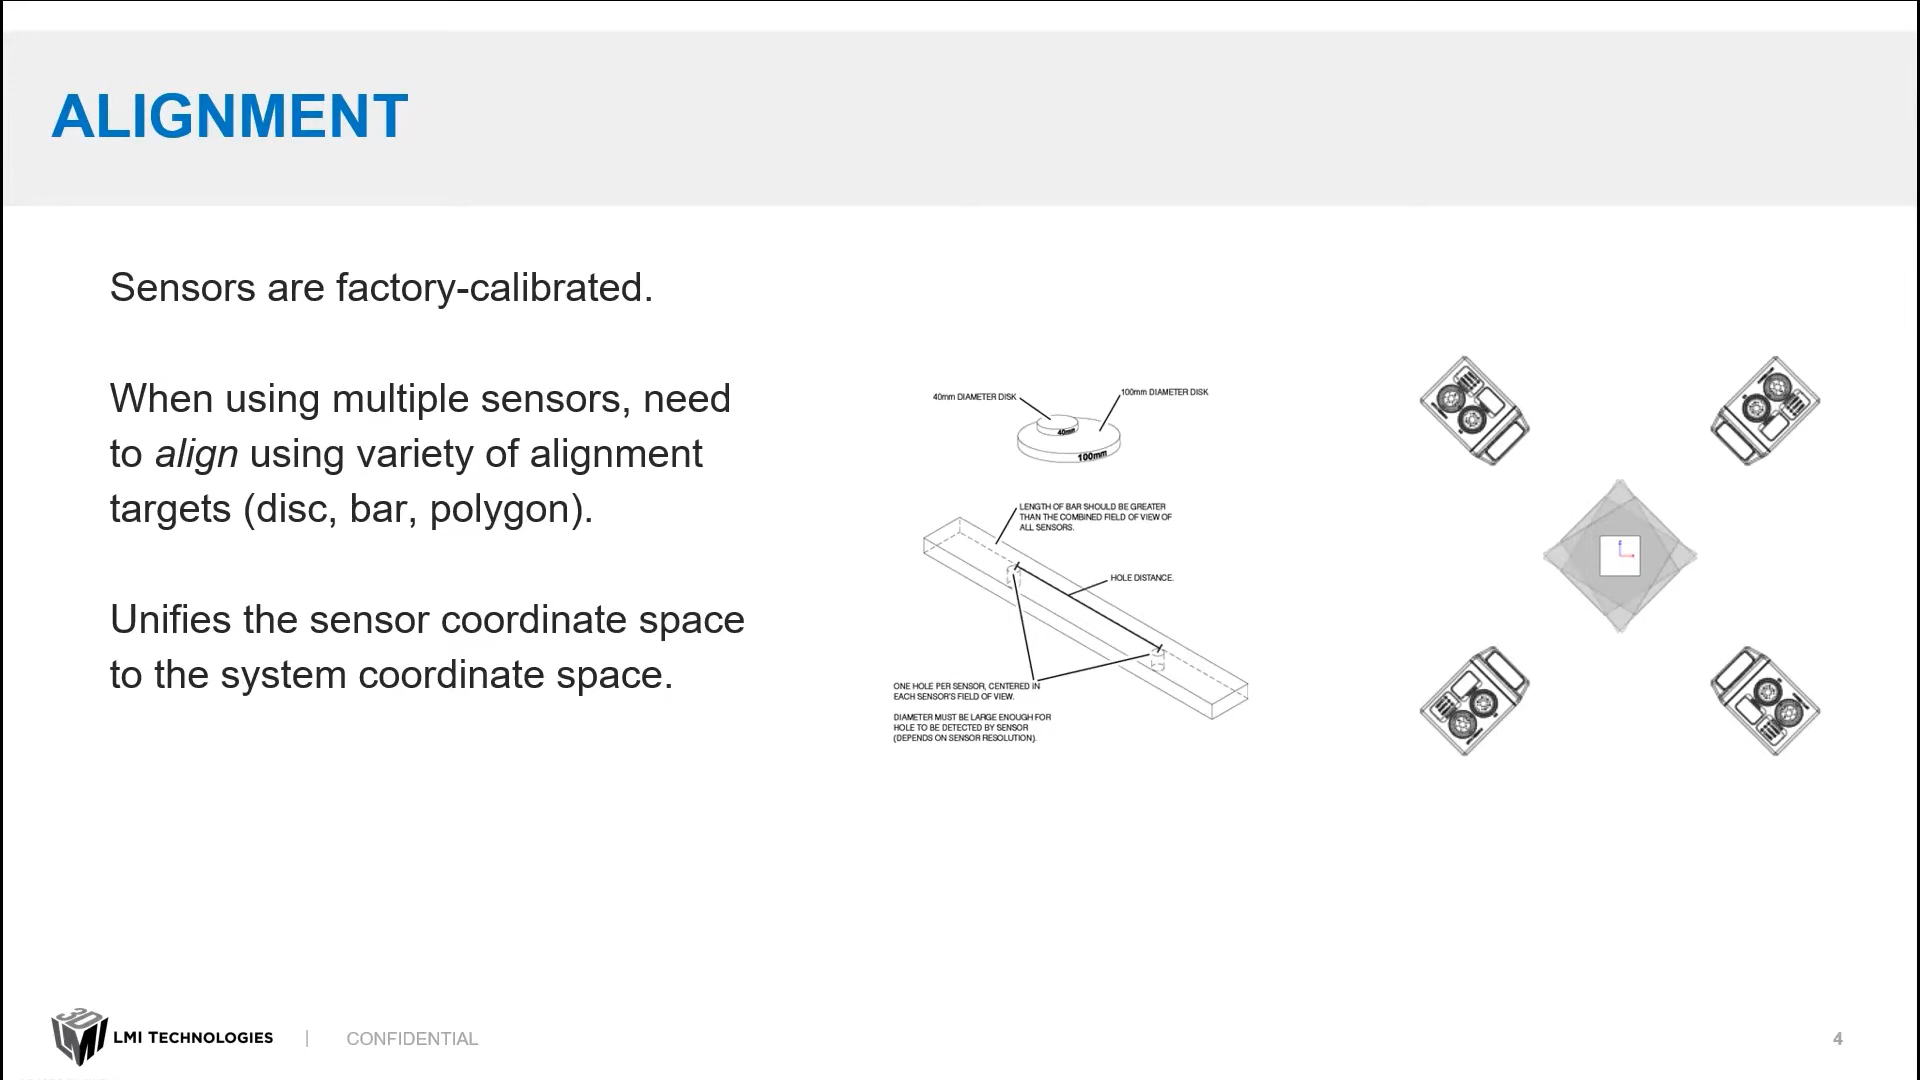 ALIGNMENT
Sensors are factory-calibrated.
When using multiple sensors, need
to align using variety of alignment
targets (disc, bar, polygon).
Unifies the sensor coordinate space
to the system coordinate space.
40mm DIAMETER DISK
100mm DIAMETER DISK
40mm
100mm
LENGTH OF BAR SHOULD BE GREATER
THAN THE COMBINED FIELD OF VIEW OF
ALL SENSORS.
HOLE DISTANCE.
ONE HOLE PER SENSOR, CENTERED IN
EACH SENSOR'S FIELD OF VIEW.
DIAMETER MUST BE LARGE ENOUGH FOR
HOLE TO BE DETECTED BY SENSOR
(DEPENDS ON SENSOR RESOLUTION).
3D
LMI TECHNOLOGIES
CONFIDENTIAL
4